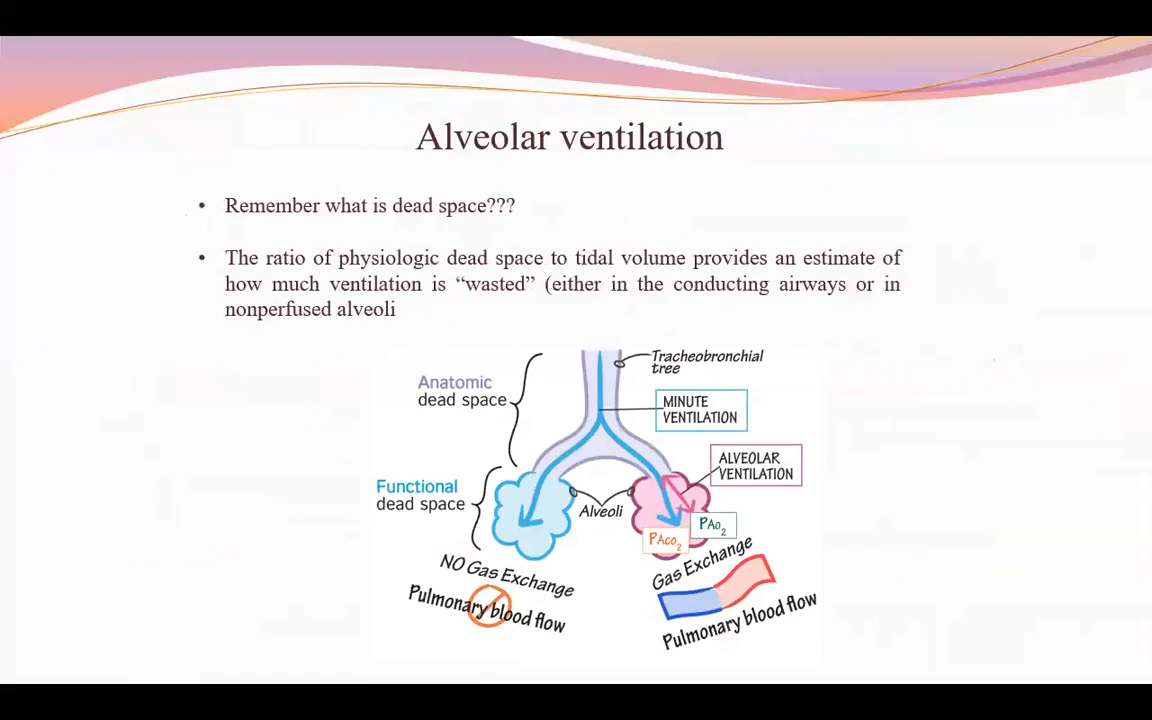 Alveolar ventilation
• Remember what is dead space???
• The ratio of physiologic dead space to tidal volume provides an estimate of
how much ventilation is “wasted” (either in the conducting airways or in
nonperfused alveoli
Tracheobronchial
tree
Anatomic
dead space
MINUTE
VENTILATION
ALVEOLAR
VENTILATION
Functional
dead space
Alveoli
PAO₂
PACO₂
NO Gas Exchange
Gas Exchange
Pulmonary blood flow
Pulmonary blood flow